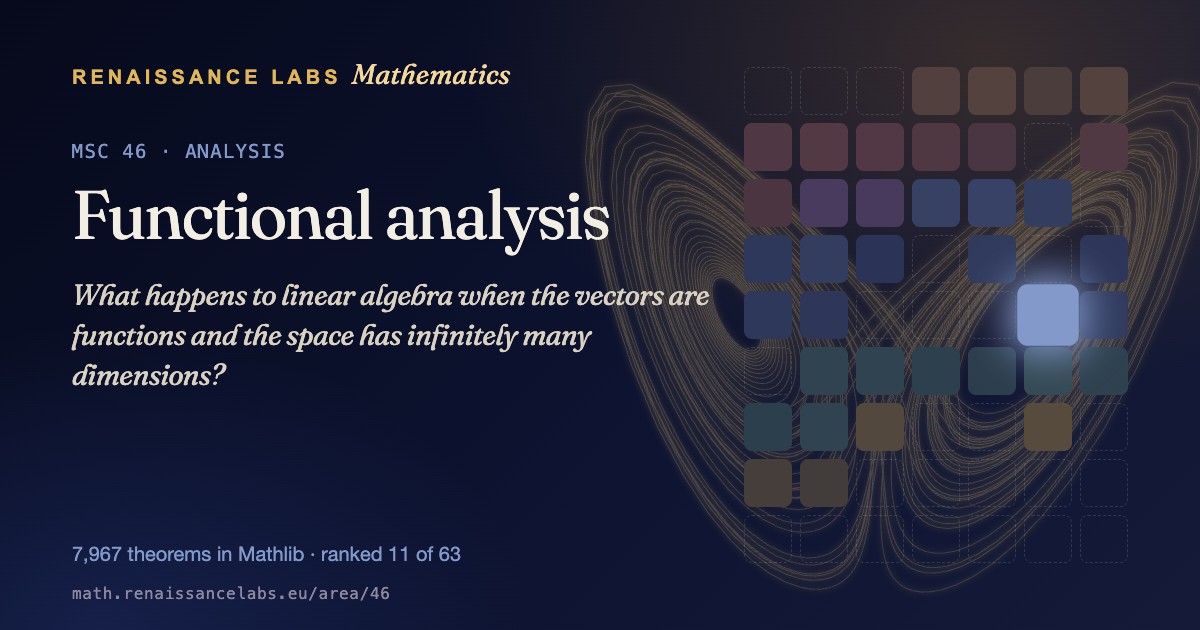 RENAISSANCE LABS Mathematics
MSC 46 · ANALYSIS
Functional analysis
What happens to linear algebra when the vectors are
functions and the space has infinitely many
dimensions?
7,967 theorems in Mathlib · ranked 11 of 63
math.renaissancelabs.eu/area/46